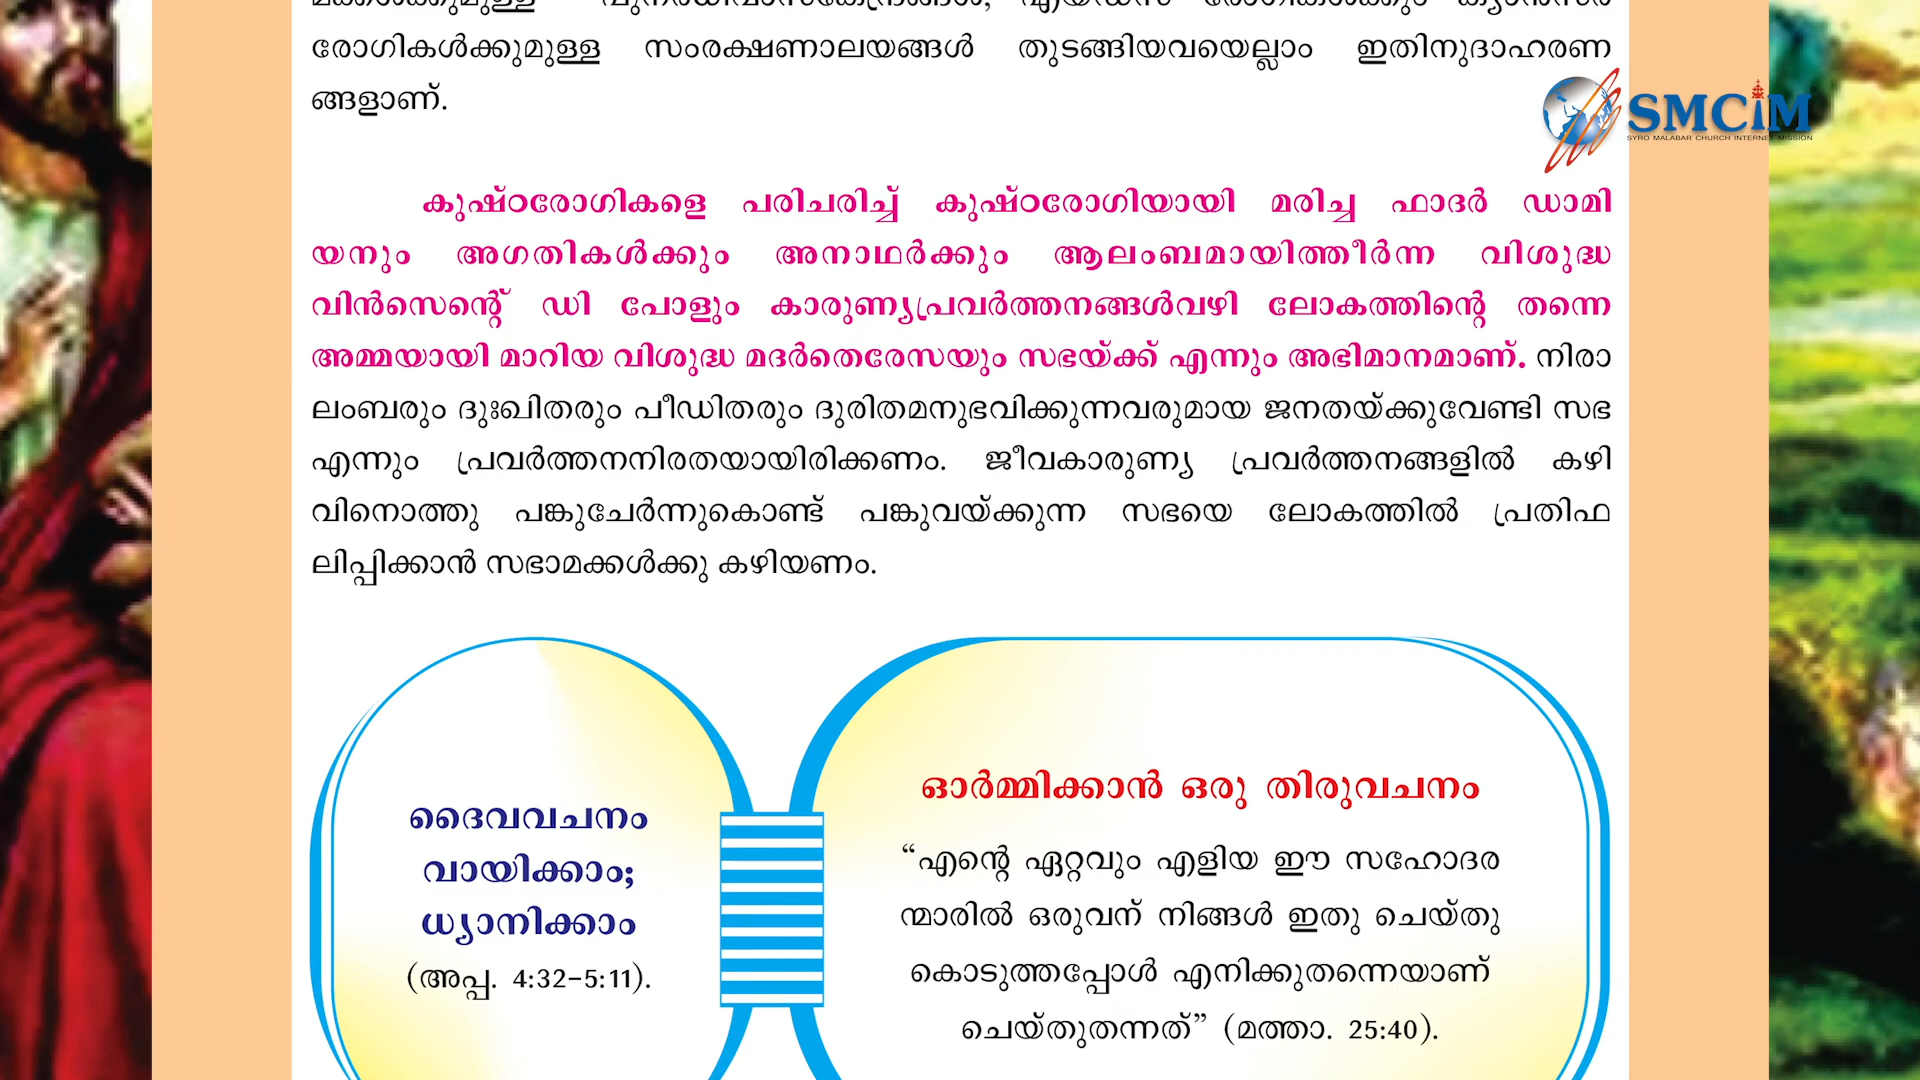 രോഗികൾക്കുമുള്ള സംരക്ഷണാലയങ്ങൾ തുടങ്ങിയവയെല്ലാം ഇതിനുദാഹരണ
ങ്ങളാണ്.
SMCIM
SYRO MALABAR CHURCH INTERNET MISSION
കുഷ്ഠരോഗികളെ പരിചരിച്ച് കുഷ്ഠരോഗിയായി മരിച്ച ഫാദർ ഡാമി
യനും അഗതികൾക്കും അനാഥർക്കും ആലംബമായിത്തീർന്ന വിശുദ്ധ
വിൻസെന്റ് ഡി പോളും കാരുണ്യപ്രവർത്തനങ്ങൾവഴി ലോകത്തിന്റെ തന്നെ
അമ്മയായി മാറിയ വിശുദ്ധ മദർതെരേസയും സഭയ്ക്ക് എന്നും അഭിമാനമാണ്. നിരാ
ലംബരും ദുഃഖിതരും പീഡിതരും ദുരിതമനുഭവിക്കുന്നവരുമായ ജനതയ്ക്കുവേണ്ടി സഭ
എന്നും പ്രവർത്തനനിരതയായിരിക്കണം. ജീവകാരുണ്യ പ്രവർത്തനങ്ങളിൽ കഴി
വിനൊത്തു പങ്കുചേർന്നുകൊണ്ട് പങ്കുവയ്ക്കുന്ന സഭയെ ലോകത്തിൽ പ്രതിഫ
ലിപ്പിക്കാൻ സഭാമക്കൾക്കു കഴിയണം.
ദൈവവചനം
വായിക്കാം;
ധ്യാനിക്കാം
(അപ്പ. 4:32-5:11).
ഓർമ്മിക്കാൻ ഒരു തിരുവചനം
“എന്റെ ഏറ്റവും എളിയ ഈ സഹോദര
ന്മാരിൽ ഒരുവന് നിങ്ങൾ ഇതു ചെയ്തു
കൊടുത്തപ്പോൾ എനിക്കുതന്നെയാണ്
ചെയ്തുതന്നത്” (മത്താ. 25:40).